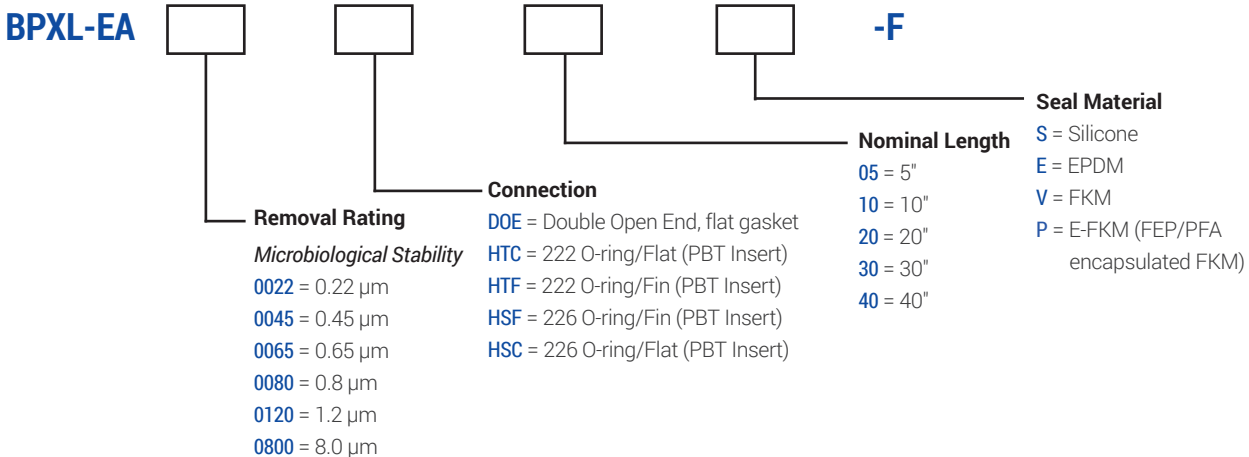 BPXL-EA -F
Removal Rating
Microbiological Stability
0022 = 0.22 µm
0045 = 0.45 µm
0065 = 0.65 µm
0080 = 0.8 µm
0120 = 1.2 µm
0800 = 8.0 µm
Connection
DOE = Double Open End, flat gasket
HTC = 222 O-ring/Flat (PBT Insert)
HTF = 222 O-ring/Fin (PBT Insert)
HSF = 226 O-ring/Fin (PBT Insert)
HSC = 226 O-ring/Flat (PBT Insert)
Nominal Length
05 = 5"
10 = 10"
20 = 20"
30 = 30"
40 = 40"
Seal Material
S = Silicone
E = EPDM
V = FKM
P = E-FKM (FEP/PFA
encapsulated FKM)